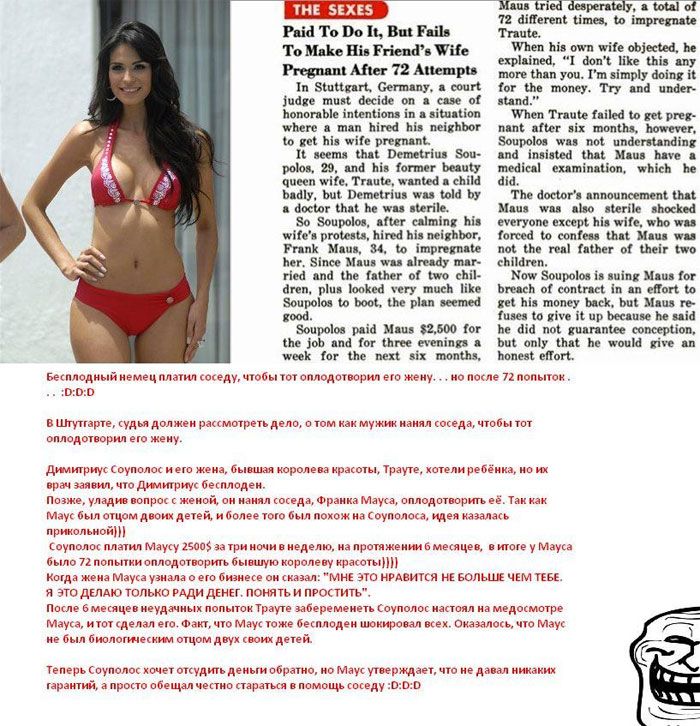 THE SEXES
Paid To Do It, But Fails
To Make His Friend's Wife
Pregnant After 72 Attempts
In Stuttgart, Germany, a court
judge must decide on a case of
honorable intentions in a situation
where a man hired his neighbor
to get his wife pregnant.
It seems that Demetrius Sou-
polos, 29, and his former beauty
queen wife, Traute, wanted a child
badly, but Demetrius was told by
a doctor that he was sterile.
So Soupolos, after calming his
wife's protests, hired his neighbor,
Frank Maus, 34, to impregnate
her. Since Maus was already mar-
ried and the father of two chil-
dren, plus looked very much like
Soupolos to boot, the plan seemed
good.
Soupolos paid Maus $2,500 for
the job and for three evenings a
week for the next six months,
Maus tried desperately, a total of
72 different times, to impregnate
Traute.
When his own wife objected, he
explained, "I don't like this any
more than you. I'm simply doing it
for the money. Try and under-
stand."
When Traute failed to get preg-
nant after six months, however,
Soupolos was not understanding
and insisted that Maus have a
medical examination, which he
did.
The doctor's announcement that
Maus was also sterile shocked
everyone except his wife, who was
forced to confess that Maus was
not the real father of their two
children.
Now Soupolos is suing Maus for
breach of contract in an effort to
get his money back, but Maus re-
fuses to give it up because he said
he did not guarantee conception,
but only that he would give an
honest effort.
Бесплодный немец платил соседу, чтобы тот оплодотворил его жену. . . но после 72 попыток .
. .  :D:D:D
В Штутгарте, судья должен рассмотреть дело, о том как мужик нанял соседа, чтобы тот
оплодотворил его жену.
Димитриус Соуполос и его жена, бывшая королева красоты, Трауте, хотели ребёнка, но их
врач заявил, что Димитриус бесплоден.
Позже, уладив вопрос с женой, он нанял соседа, Франка Мауса, оплодотворить её. Так как
Маус был отцом двоих детей, и более того был похож на Соуполоса, идея казалась
прикольной)))
Соуполос платил Маусу 2500$ за три ночи в неделю, на протяжении 6 месяцев,  в итоге у Мауса
было 72 попытки оплодотворить бывшую королеву красоты))))
Когда жена Мауса узнала о его бизнесе он сказал: "МНЕ ЭТО НРАВИТСЯ НЕ БОЛЬШЕ ЧЕМ ТЕБЕ.
Я ЭТО ДЕЛАЮ ТОЛЬКО РАДИ ДЕНЕГ. ПОНЯТЬ И ПРОСТИТЬ".
После 6 месяцев неудачных попыток Трауте забеременеть Соуполос настоял на медосмотре
Мауса, и тот сделал его. Факт, что Маус тоже бесплоден шокировал всех. Оказалось, что Маус
не был биологическим отцом двух своих детей.
Теперь Соуполос хочет отсудить деньги обратно, но Маус утверждает, что не давал никаких
гарантий, а просто обещал честно стараться в помощь соседу :D:D:D